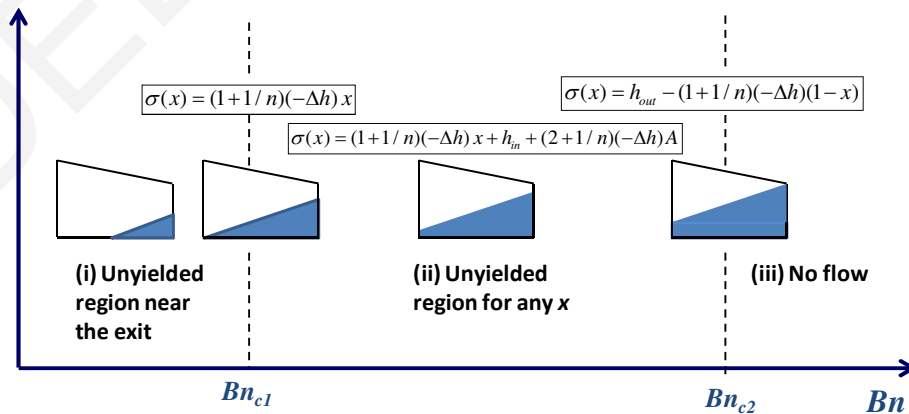 σ(x) = (1+1/n)(−Δh) x
σ(x) = h_out − (1+1/n)(−Δh)(1−x)
σ(x) = (1+1/n)(−Δh) x + h_in + (2+1/n)(−Δh)A
(i) Unyielded
region near
the exit
(ii) Unyielded
region for any x
(iii) No flow
Bn_c1
Bn_c2
Bn